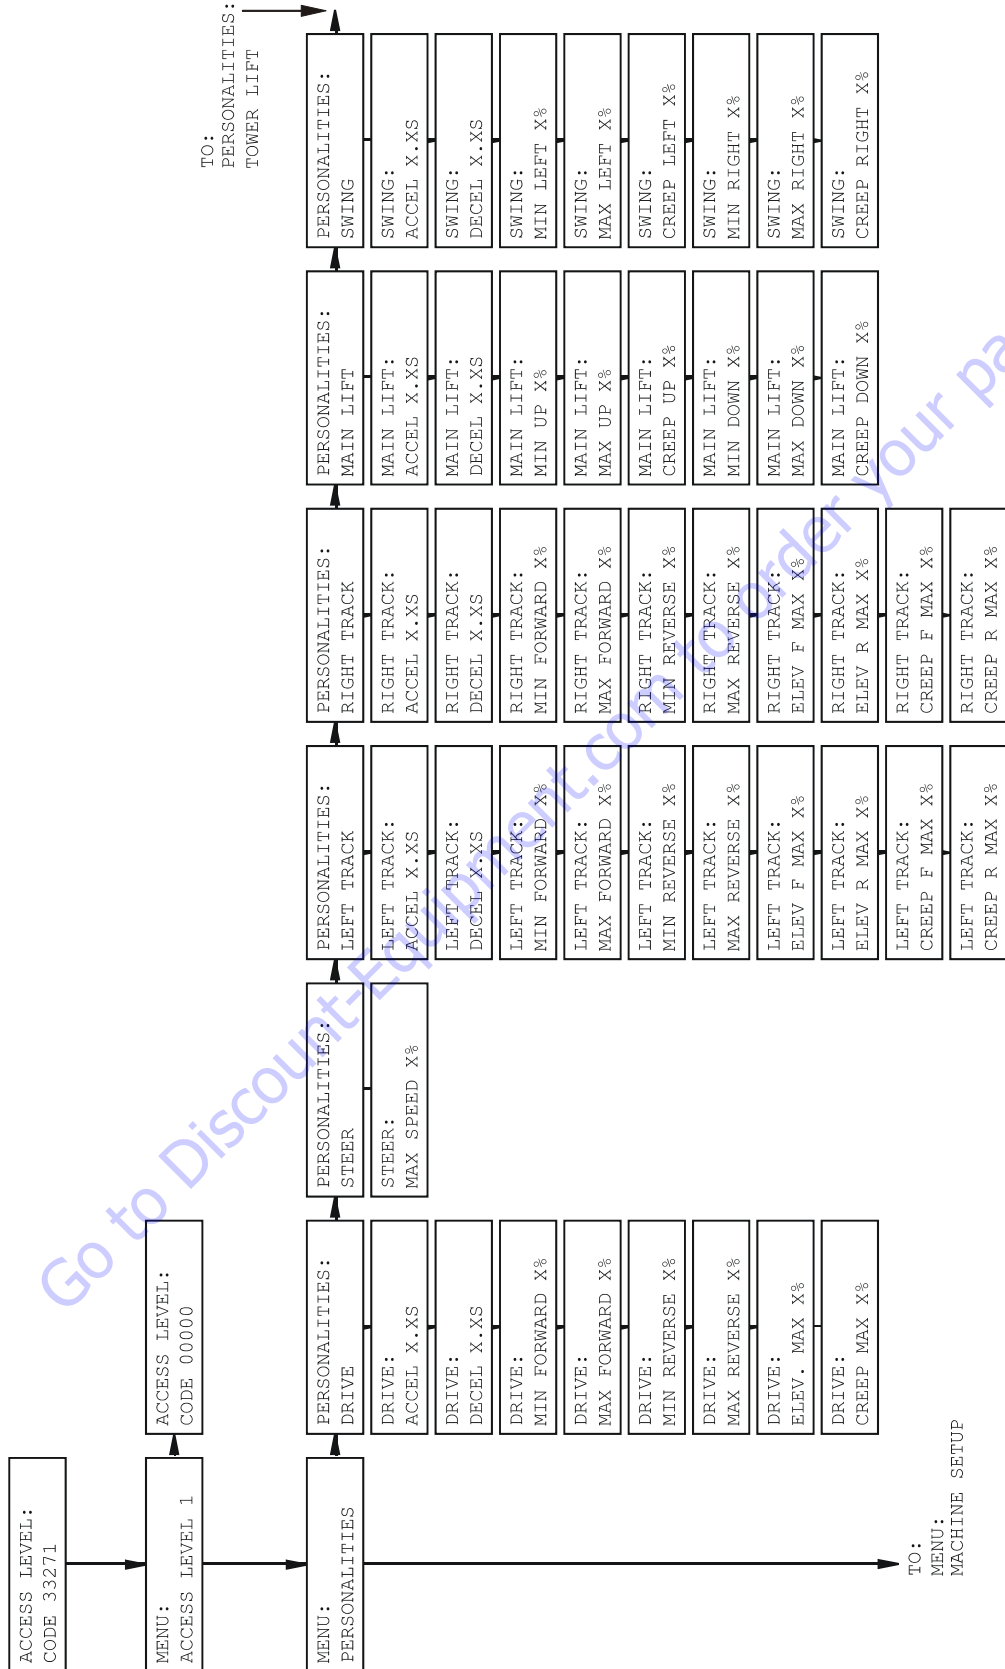 ACCESS LEVEL:
CODE 33271
MENU:
ACCESS LEVEL 1
ACCESS LEVEL:
CODE 00000
MENU:
PERSONALITIES
TO:
MENU:
MACHINE SETUP
PERSONALITIES:
DRIVE
DRIVE:
ACCEL X.XS
DRIVE:
DECEL X.XS
DRIVE:
MIN FORWARD X%
DRIVE:
MAX FORWARD X%
DRIVE:
MIN REVERSE X%
DRIVE:
MAX REVERSE X%
DRIVE:
ELEV. MAX X%
DRIVE:
CREEP MAX X%
PERSONALITIES:
STEER
STEER:
MAX SPEED X%
PERSONALITIES:
LEFT TRACK
LEFT TRACK:
ACCEL X.XS
LEFT TRACK:
DECEL X.XS
LEFT TRACK:
MIN FORWARD X%
LEFT TRACK:
MAX FORWARD X%
LEFT TRACK:
MIN REVERSE X%
LEFT TRACK:
MAX REVERSE X%
LEFT TRACK:
ELEV F MAX X%
LEFT TRACK:
ELEV R MAX X%
LEFT TRACK:
CREEP F MAX X%
LEFT TRACK:
CREEP R MAX X%
PERSONALITIES:
RIGHT TRACK
RIGHT TRACK:
ACCEL X.XS
RIGHT TRACK:
DECEL X.XS
RIGHT TRACK:
MIN FORWARD X%
RIGHT TRACK:
MAX FORWARD X%
RIGHT TRACK:
MIN REVERSE X%
RIGHT TRACK:
MAX REVERSE X%
RIGHT TRACK:
ELEV F MAX X%
RIGHT TRACK:
ELEV R MAX X%
RIGHT TRACK:
CREEP F MAX X%
RIGHT TRACK:
CREEP R MAX X%
PERSONALITIES:
MAIN LIFT
MAIN LIFT:
ACCEL X.XS
MAIN LIFT:
DECEL X.XS
MAIN LIFT:
MIN UP X%
MAIN LIFT:
MAX UP X%
MAIN LIFT:
CREEP UP X%
MAIN LIFT:
MIN DOWN X%
MAIN LIFT:
MAX DOWN X%
MAIN LIFT:
CREEP DOWN X%
PERSONALITIES:
SWING
SWING:
ACCEL X.XS
SWING:
DECEL X.XS
SWING:
MIN LEFT X%
SWING:
MAX LEFT X%
SWING:
CREEP LEFT X%
SWING:
MIN RIGHT X%
SWING:
MAX RIGHT X%
SWING:
CREEP RIGHT X%
TO:
PERSONALITIES:
TOWER LIFT
Go to Discount-Equipment.com to order your pa